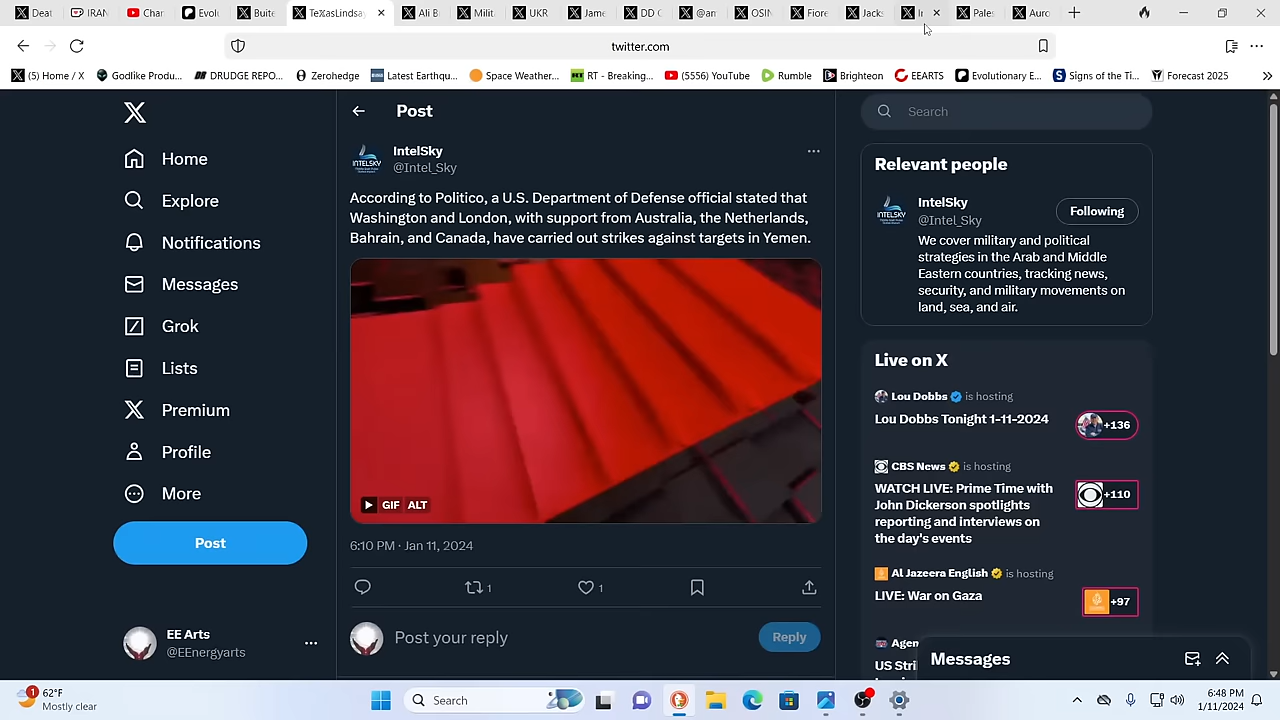 Deat
IRAN
Char
Evol
Buite
TeXasLindsay
Ali B
Milit
UKR
Jame
DD G
@am
OSIN
Fiore
Jacks
Ir
Pales
Auro
twitter.com
(5) Home / X
Godlike Produ...
DRUDGE REPO...
Zerohedge
Latest Earthqu...
Space Weather...
RT - Breaking...
(5556) YouTube
Rumble
Brighteon
EEARTS
Evolutionary E...
Signs of the Ti...
Forecast 2025
Home
Explore
Notifications
Messages
Grok
Lists
Premium
Profile
More
Post
EE Arts
@EEnergyarts
Post
IntelSky
@Intel_Sky
According to Politico, a U.S. Department of Defense official stated that
Washington and London, with support from Australia, the Netherlands,
Bahrain, and Canada, have carried out strikes against targets in Yemen.
GIF ALT
6:10 PM · Jan 11, 2024
1
1
Post your reply
Reply
Search
Relevant people
IntelSky
@Intel_Sky
Following
We cover military and political
strategies in the Arab and Middle
Eastern countries, tracking news,
security, and military movements on
land, sea, and air.
Live on X
Lou Dobbs is hosting
Lou Dobbs Tonight 1-11-2024
+136
CBS News is hosting
WATCH LIVE: Prime Time with
John Dickerson spotlights
reporting and interviews on
the day's events
+110
Al Jazeera English is hosting
LIVE: War on Gaza
+97
Agen
US Stri
Messages
1
62°F
Mostly clear
Search
6:48 PM
1/11/2024